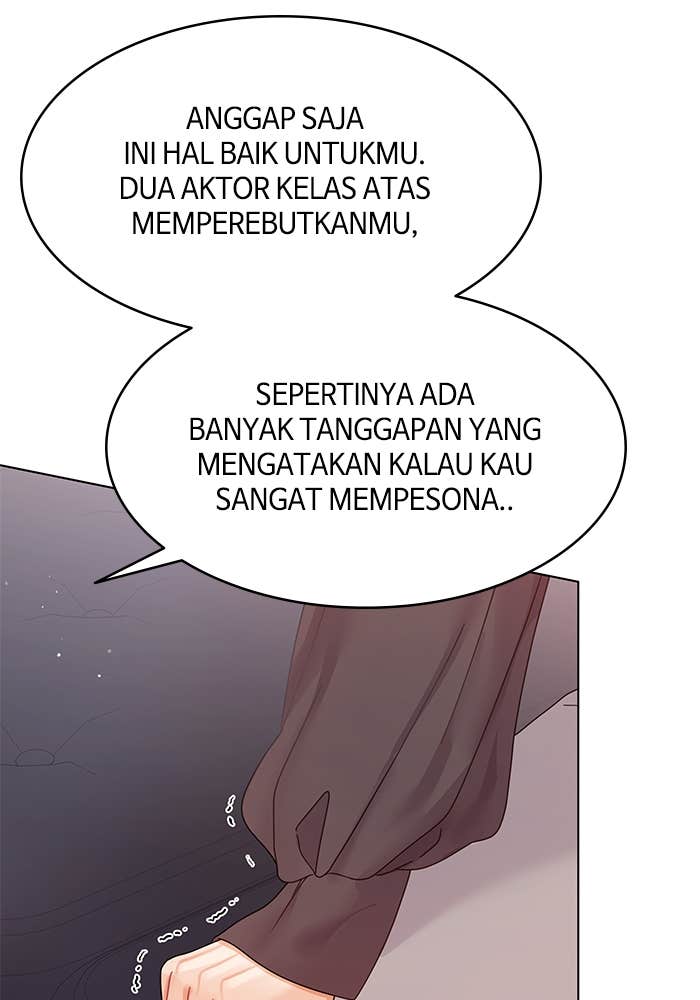 ANGGAP SAJA
INI HAL BAIK UNTUKMU.
DUA AKTOR KELAS ATAS
MEMPEREBUTKANMU,
SEPERTINYA ADA
BANYAK TANGGAPAN YANG
MENGATAKAN KALAU KAU
SANGAT MEMPESONA..